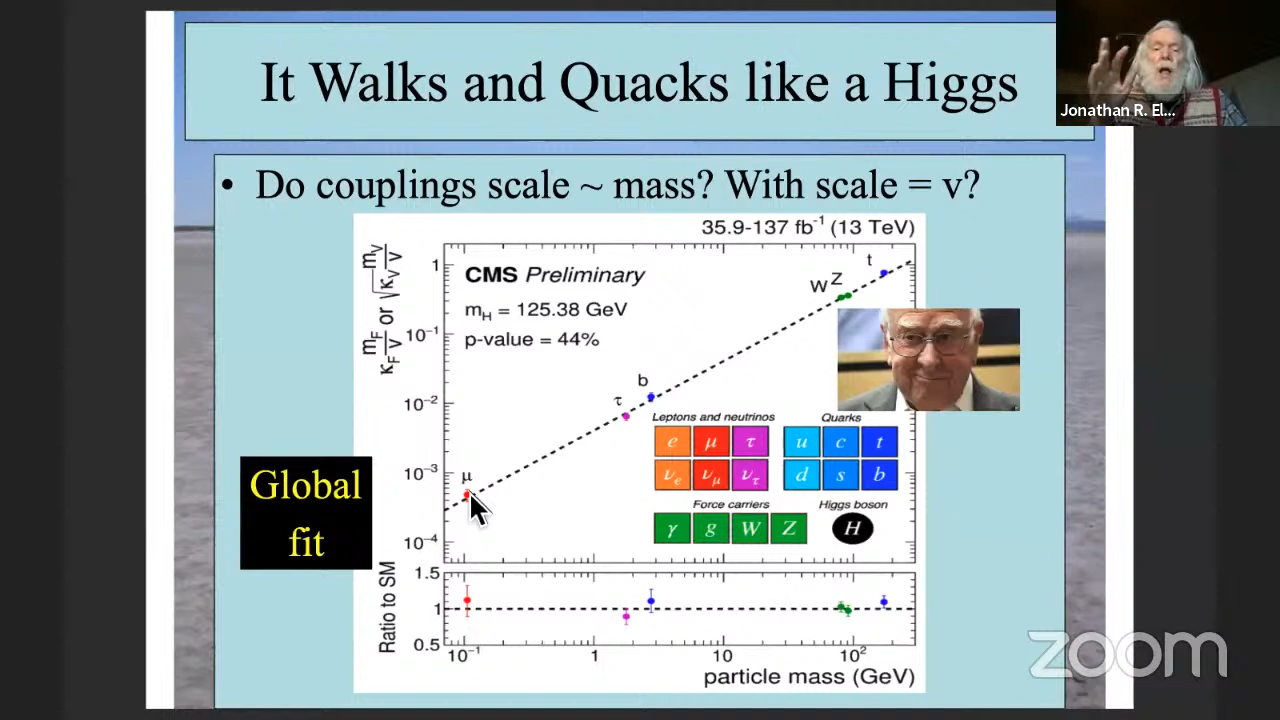 It Walks and Quacks like a Higgs
Jonathan R. El...
• Do couplings scale ~ mass? With scale = v?
35.9-137 fb⁻¹ (13 TeV)
κ_F m_F/v or √κ_V m_V/v
CMS Preliminary
m_H = 125.38 GeV
p-value = 44%
1
10⁻¹
10⁻²
10⁻³
10⁻⁴
μ
τ
b
W Z
t
Leptons and neutrinos
Quarks
e μ τ
u c t
ν_e ν_μ ν_τ
d s b
Force carriers
Higgs boson
γ g W Z
H
Global
fit
Ratio to SM
1.5
1
0.5
10⁻¹ 1 10 10²
particle mass (GeV)
zoom